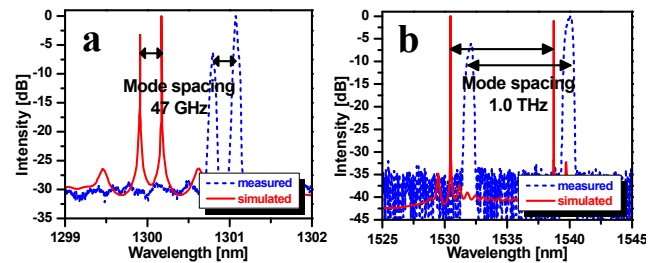 a
Intensity [dB]
0
-5
-10
-15
-20
-25
-30
-35
Mode spacing
47 GHz
measured
simulated
1299
1300
1301
1302
Wavelength [nm]
b
Intensity [dB]
0
-5
-10
-15
-20
-25
-30
-35
-40
-45
Mode spacing
1.0 THz
measured
simulated
1525
1530
1535
1540
1545
Wavelength [nm]